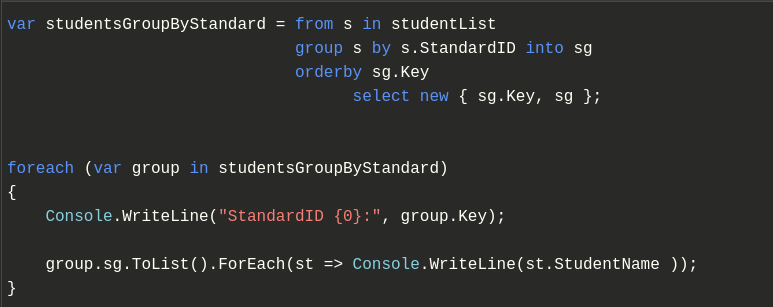 var studentsGroupByStandard = from s in studentList
                              group s by s.StandardID into sg
                              orderby sg.Key
                                    select new { sg.Key, sg };


foreach (var group in studentsGroupByStandard)
{
    Console.WriteLine("StandardID {0}:", group.Key);

    group.sg.ToList().ForEach(st => Console.WriteLine(st.StudentName ));
}